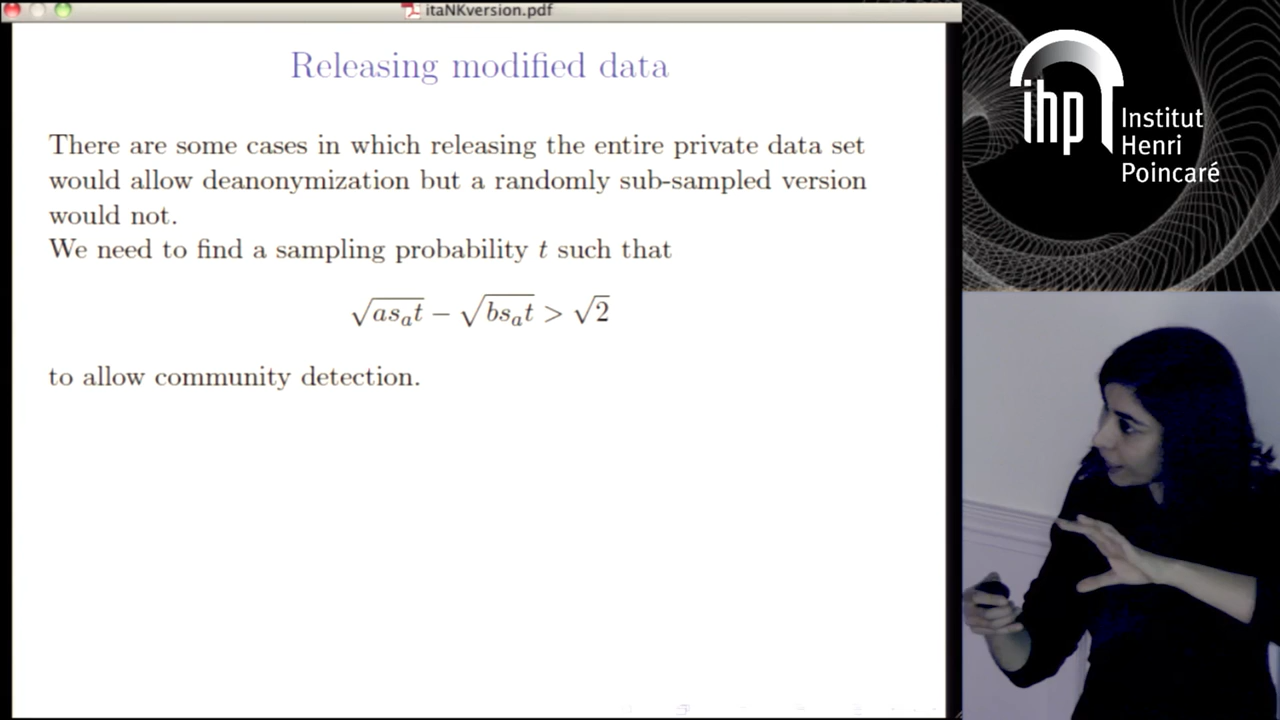 itaNKversion.pdf
Releasing modified data
There are some cases in which releasing the entire private data set
would allow deanonymization but a randomly sub-sampled version
would not.
We need to find a sampling probability t such that
√as_at − √bs_at > √2
to allow community detection.
ihp
Institut
Henri
Poincaré